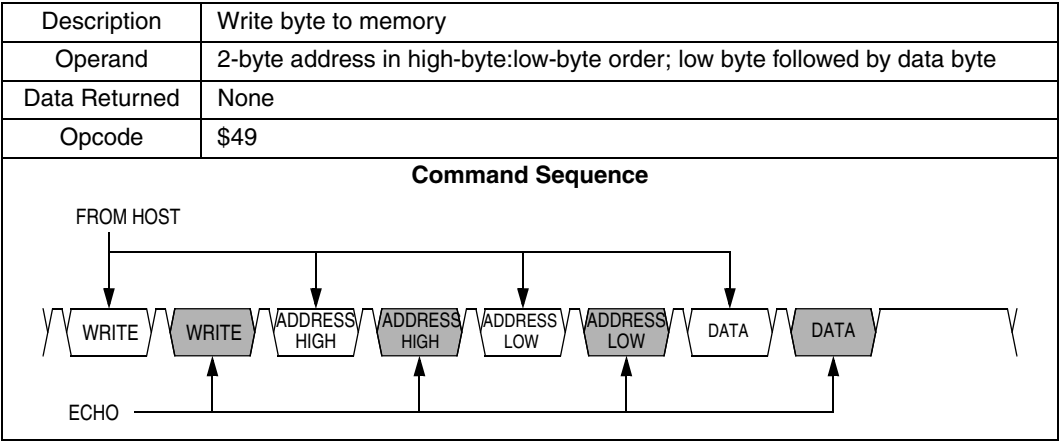 Description Write byte to memory
Operand 2-byte address in high-byte:low-byte order; low byte followed by data byte
Data Returned None
Opcode $49
Command Sequence
FROM HOST
WRITE WRITE ADDRESS HIGH ADDRESS HIGH ADDRESS LOW ADDRESS LOW DATA DATA
ECHO